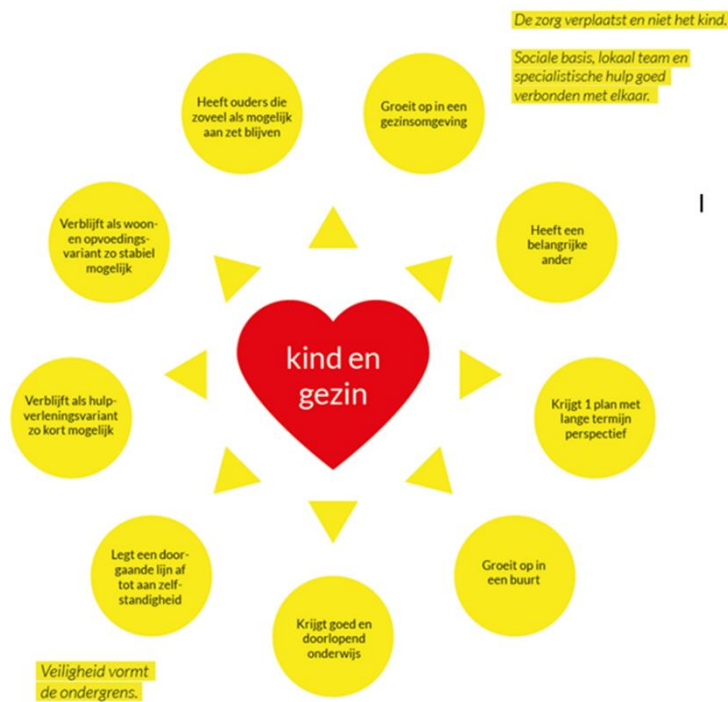 De zorg verplaatst en niet het kind.
Sociale basis, lokaal team en
specialistische hulp goed
verbonden met elkaar.
Heeft ouders die
zoveel als mogelijk
aan zet blijven
Groeit op in een
gezinsomgeving
Verblijft als woon-
en opvoedings-
variant zo stabiel
mogelijk
Heeft een
belangrijke
ander
kind en
gezin
Verblijft als hulp-
verleningsvariant
zo kort mogelijk
Krijgt 1 plan met
lange termijn
perspectief
Legt een door-
gaande lijn af
tot aan zelf-
standigheid
Groeit op
in een buurt
Krijgt goed en
doorlopend
onderwijs
Veiligheid vormt
de ondergrens.